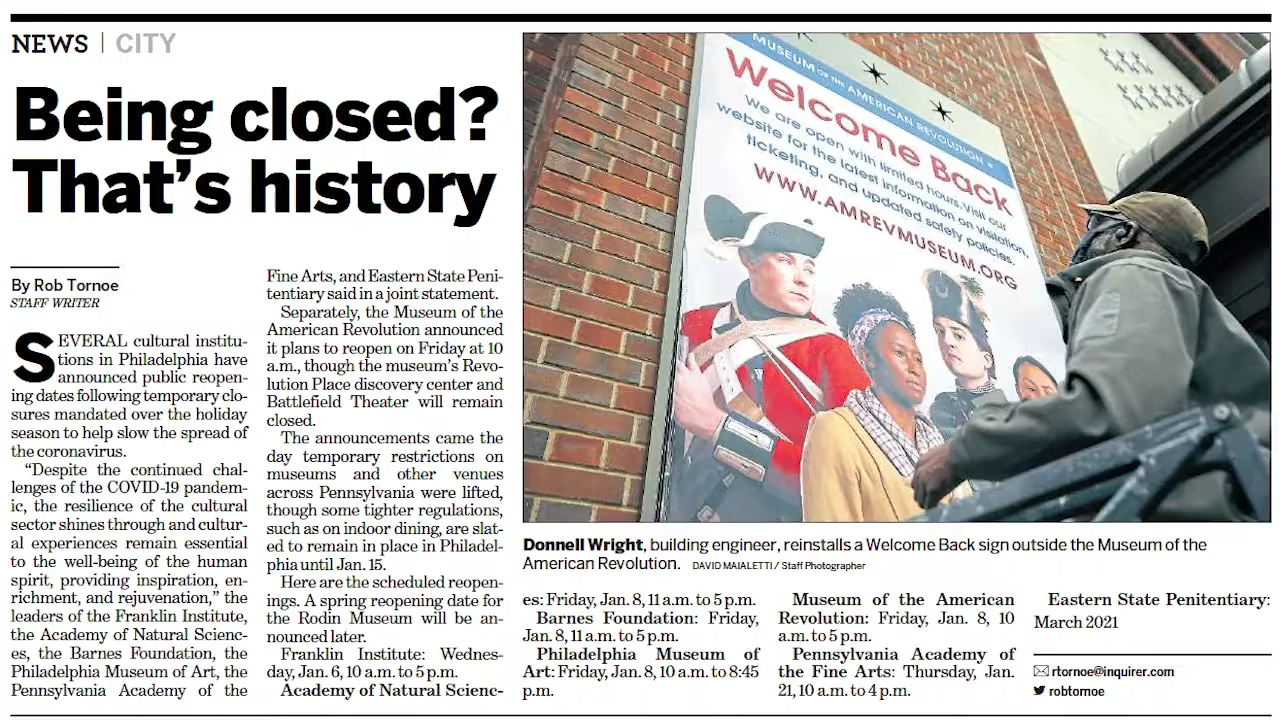 NEWS | CITY
Being closed?
That's history
By Rob Tornoe
STAFF WRITER
SEVERAL cultural institu-
tions in Philadelphia have
announced public reopen-
ing dates following temporary clo-
sures mandated over the holiday
season to help slow the spread of
the coronavirus.
“Despite the continued chal-
lenges of the COVID-19 pandem-
ic, the resilience of the cultural
sector shines through and cultur-
al experiences remain essential
to the well-being of the human
spirit, providing inspiration, en-
richment, and rejuvenation,” the
leaders of the Franklin Institute,
the Academy of Natural Scienc-
es, the Barnes Foundation, the
Philadelphia Museum of Art, the
Pennsylvania Academy of the
Fine Arts, and Eastern State Peni-
tentiary said in a joint statement.
Separately, the Museum of the
American Revolution announced
it plans to reopen on Friday at 10
a.m., though the museum's Revo-
lution Place discovery center and
Battlefield Theater will remain
closed.
The announcements came the
day temporary restrictions on
museums and other venues
across Pennsylvania were lifted,
though some tighter regulations,
such as on indoor dining, are slat-
ed to remain in place in Philadel-
phia until Jan. 15.
Here are the scheduled reopen-
ings. A spring reopening date for
the Rodin Museum will be an-
nounced later.
Franklin Institute: Wednes-
day, Jan. 6, 10 a.m. to 5 p.m.
Academy of Natural Scienc-
MUSEUM OF THE AMERICAN REVOLUTION
Welcome Back
We are open with limited hours. Visit our
website for the latest information on visitation,
ticketing, and updated safety policies.
WWW.AMREVMUSEUM.ORG
Donnell Wright, building engineer, reinstalls a Welcome Back sign outside the Museum of the
American Revolution. DAVID MAIALETTI / Staff Photographer
es: Friday, Jan. 8, 11 a.m. to 5 p.m.
Barnes Foundation: Friday,
Jan. 8, 11 a.m. to 5 p.m.
Philadelphia Museum of
Art: Friday, Jan. 8, 10 a.m. to 8:45
p.m.
Museum of the American
Revolution: Friday, Jan. 8, 10
a.m. to 5 p.m.
Pennsylvania Academy of
the Fine Arts: Thursday, Jan.
21, 10 a.m. to 4 p.m.
Eastern State Penitentiary:
March 2021
rtornoe@inquirer.com
robtornoe